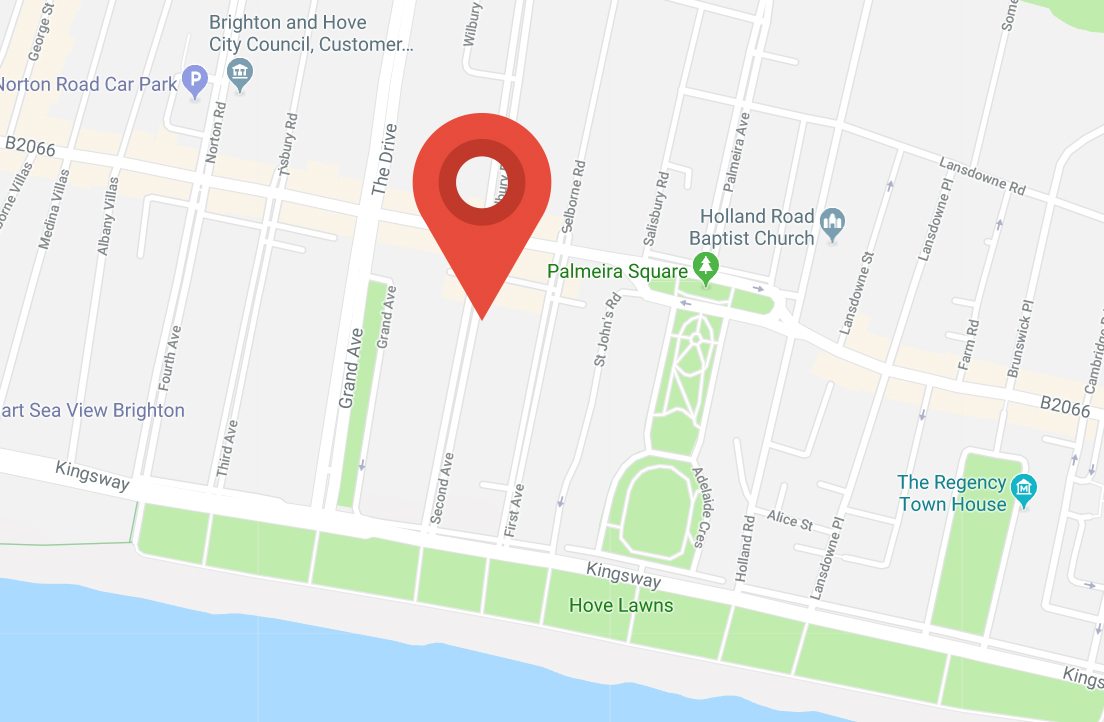 George St
Brighton and Hove
City Council, Customer...
Wilbury
Some
Norton Road Car Park
P
B2066
Norton Rd
Tisbury Rd
The Drive
Selborne Rd
Salisbury Rd
Palmeira Ave
Lansdowne Rd
Medina Villas
Albany Villas
Villas
Holland Road
Baptist Church
Lansdowne Pl
Palmeira Square
Lansdowne St
Grand Ave
Grand Ave
St John's Rd
Fourth Ave
Farm Rd
Brunswick Pl
Cambridge
B2066
art Sea View Brighton
Third Ave
Kingsway
Second Ave
First Ave
Adelaide Cres
Holland Rd
Alice St
Lansdowne Pl
The Regency
Town House
Kingsway
Hove Lawns
Kings